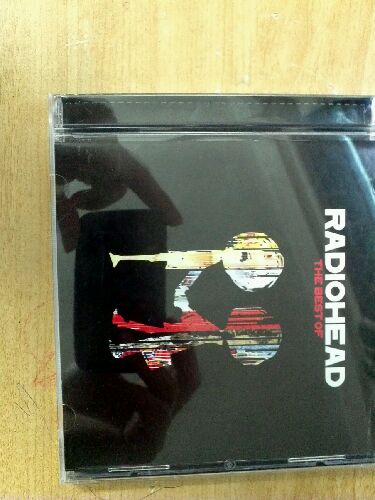 RADIOHEAD
THE BEST OF